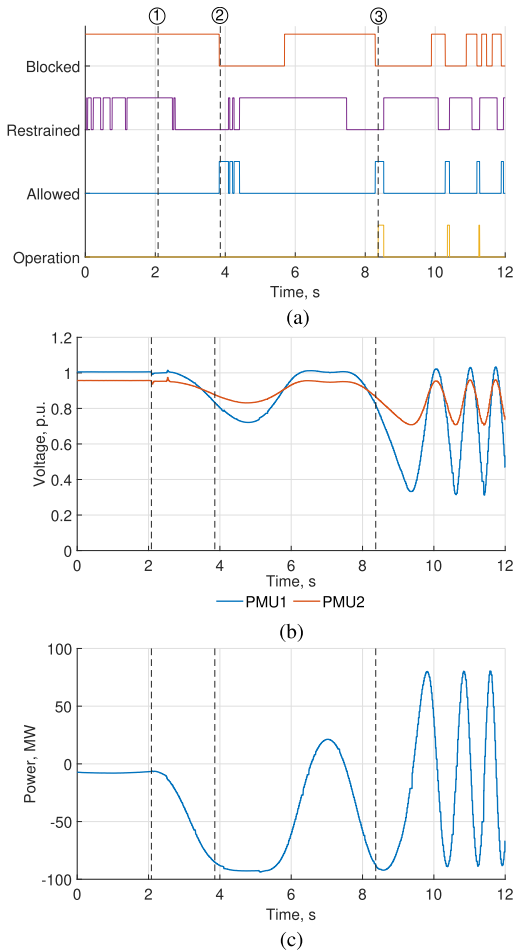 ① ② ③
Blocked
Restrained
Allowed
Operation
0 2 4 6 8 10 12
Time, s
(a)
1.2
1
0.8
0.6
0.4
0.2
0
Voltage, p.u.
0 2 4 6 8 10 12
Time, s
PMU1 PMU2
(b)
100
50
0
-50
-100
Power, MW
0 2 4 6 8 10 12
Time, s
(c)